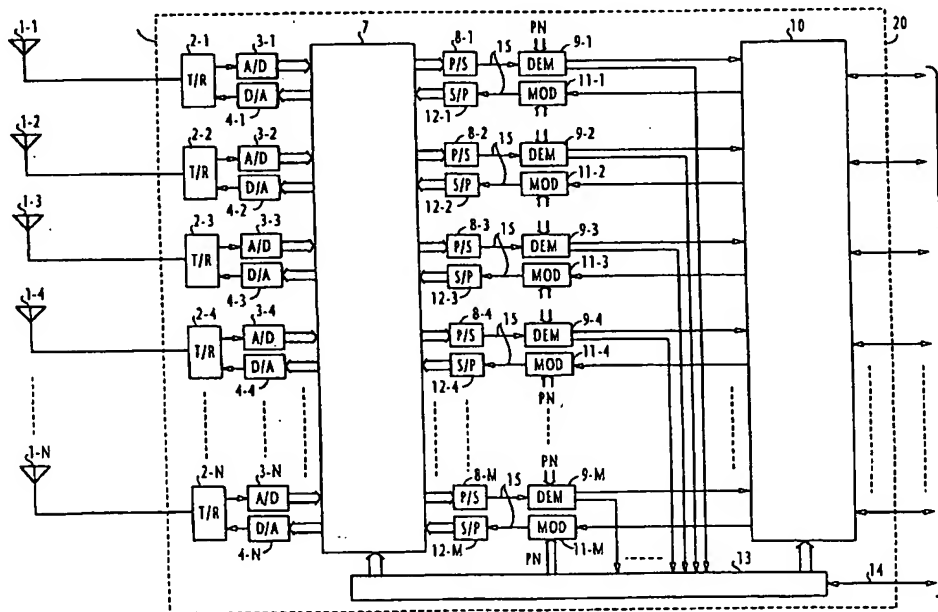 7 PN 10 20
1-1 2-1 3-1 8-1 15 9-1
T/R A/D P/S DEM
D/A S/P MOD 11-1
4-1 12-1
1-2 2-2 3-2 8-2 15 9-2
T/R A/D P/S DEM
D/A S/P MOD 11-2
4-2 12-2
1-3 2-3 3-3 8-3 15 9-3
T/R A/D P/S DEM
D/A S/P MOD 11-3
4-3 12-3
1-4 2-4 3-4 8-4 15 9-4
T/R A/D P/S DEM
D/A S/P MOD 11-4
4-4 12-4 PN
1-N 2-N 3-N 8-M 15 PN 9-M
T/R A/D P/S DEM
D/A S/P MOD
4-N 12-M PN 11-M
13 14